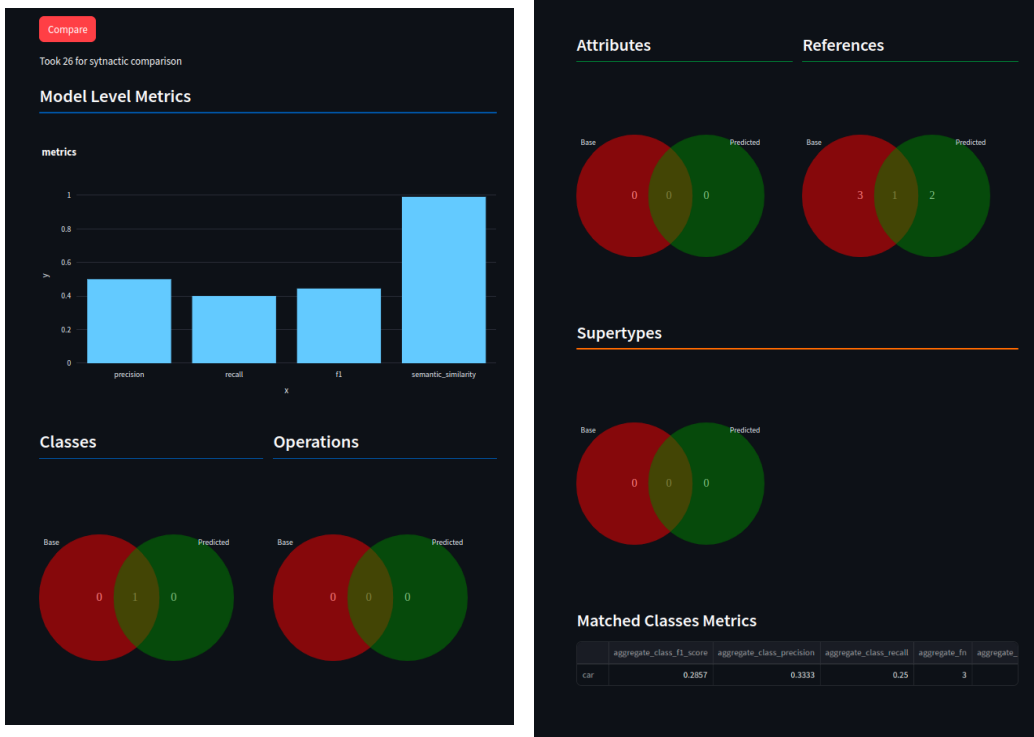 Compare
Took 26 for sytnactic comparison
Model Level Metrics
metrics
1
0.8
0.6
0.4
0.2
0
y
precision recall f1 semantic_similarity
x
Classes Operations
Base Predicted Base Predicted
0 1 0 0 0 0
Attributes References
Base Predicted Base Predicted
0 0 0 3 1 2
Supertypes
Base Predicted
0 0 0
Matched Classes Metrics
aggregate_class_f1_score aggregate_class_precision aggregate_class_recall aggregate_fn aggregate_
car 0.2857 0.3333 0.25 3